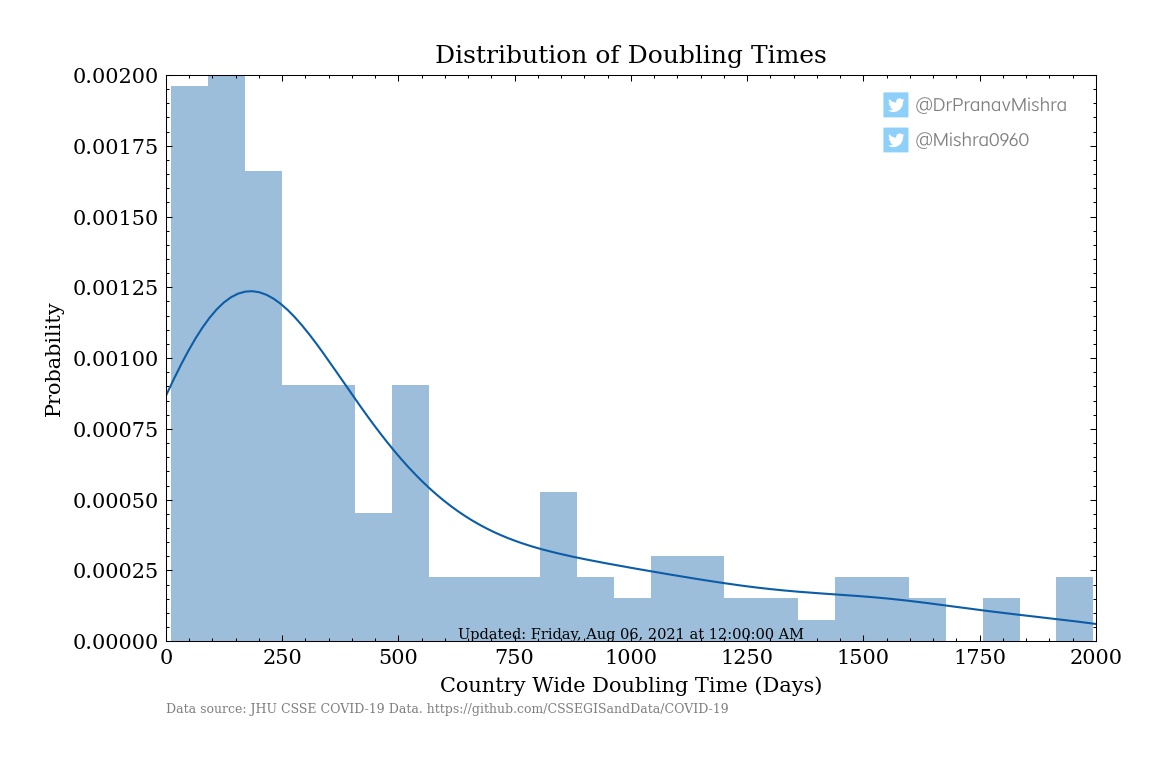 Distribution of Doubling Times
0.00200
0.00175
0.00150
0.00125
0.00100
0.00075
0.00050
0.00025
0.00000
Probability
@DrPranavMishra
@Mishra0960
Updated: Friday, Aug 06, 2021 at 12:00:00 AM
0 250 500 750 1000 1250 1500 1750 2000
Country Wide Doubling Time (Days)
Data source: JHU CSSE COVID-19 Data. https://github.com/CSSEGISandData/COVID-19